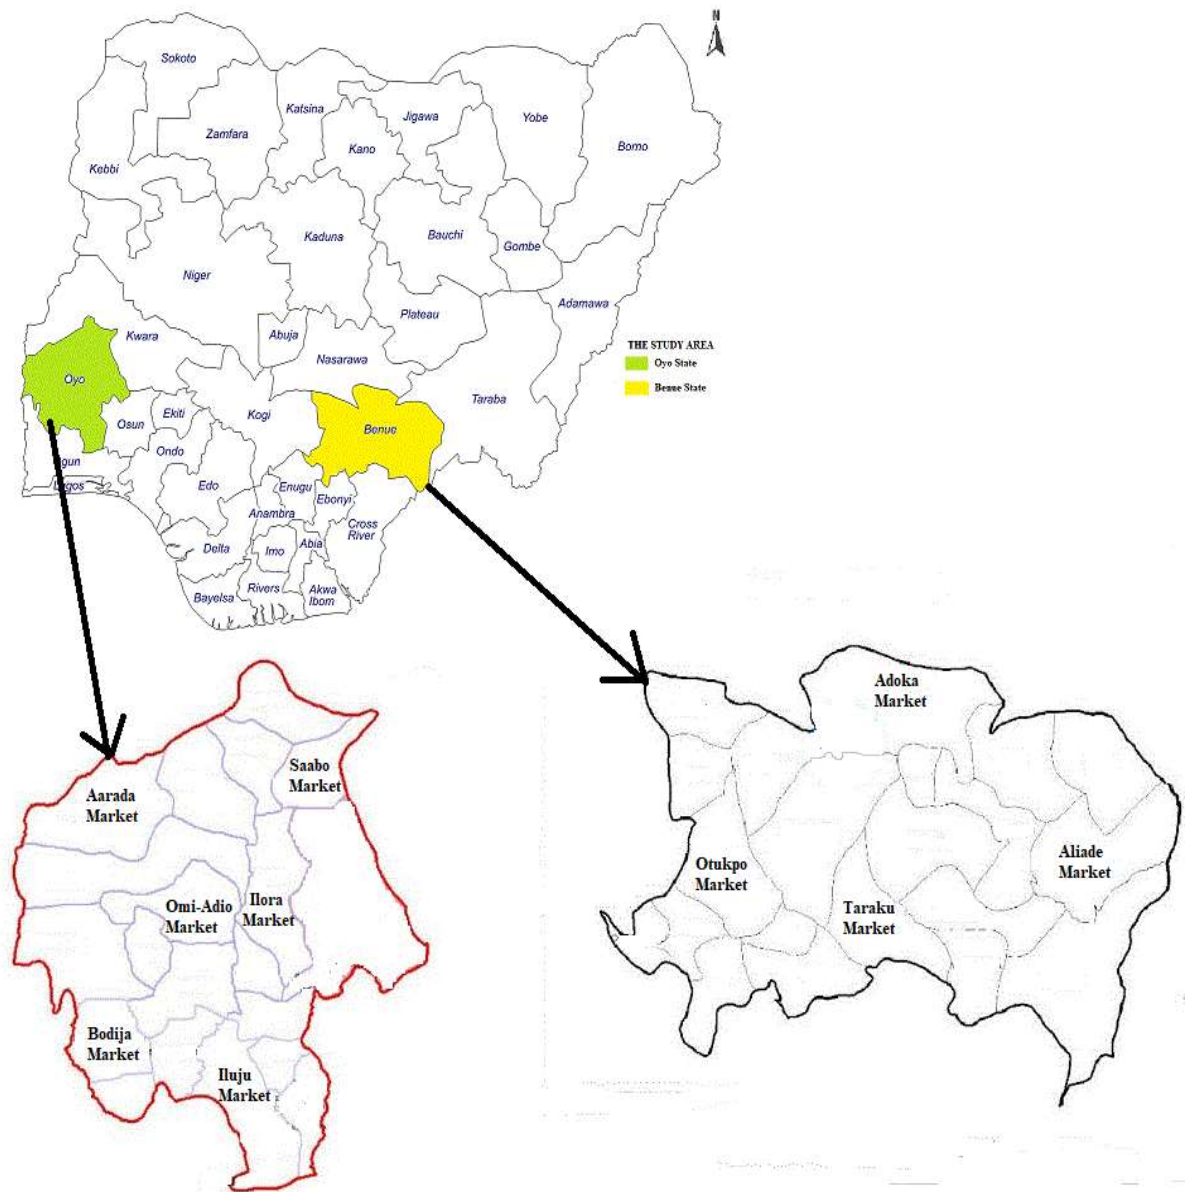 N
Sokoto
Katsina
Jigawa
Yobe
Zamfara
Kano
Borno
Kebbi
Kaduna
Bauchi
Gombe
Niger
Adamawa
Plateau
Kwara
Abuja
THE STUDY AREA
Nasarawa
Oyo State
Oyo
Benue State
Taraba
Ekiti
Kogi
Osun
Benue
Ondo
gun
Lagos
Edo
Enugu
Ebonyi
Anambra
Cross
River
Delta
Imo
Abia
Rivers
Akwa
Ibom
Bayelsa
Adoka
Market
Saabo
Market
Aarada
Market
Otukpo
Market
Aliade
Market
Omi-Adio
Market
Ilora
Market
Taraku
Market
Bodija
Market
Iluju
Market